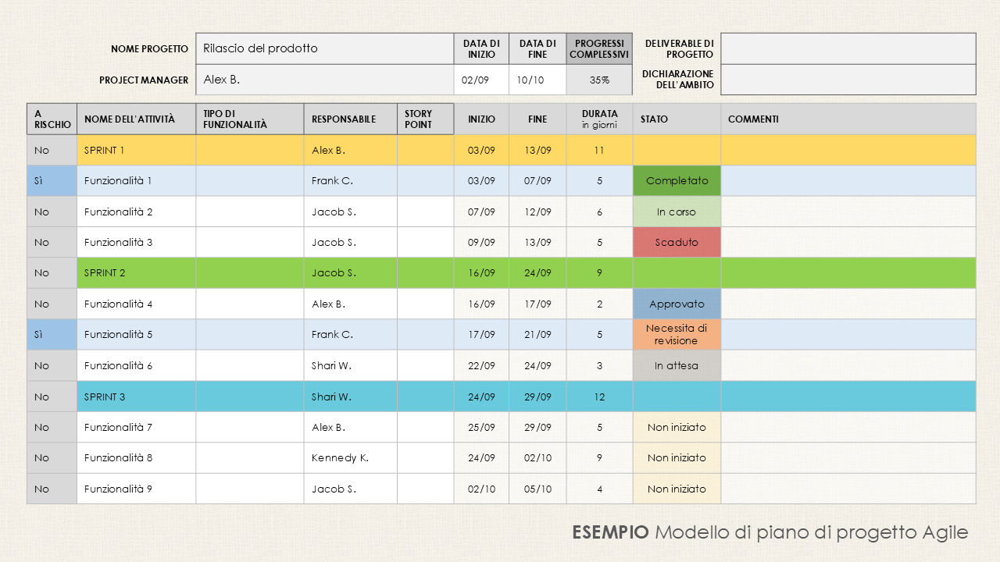 NOME PROGETTO Rilascio del prodotto DATA DI INIZIO DATA DI FINE PROGRESSI COMPLESSIVI DELIVERABLE DI PROGETTO
PROJECT MANAGER Alex B. 02/09 10/10 35% DICHIARAZIONE DELL'AMBITO
A RISCHIO NOME DELL'ATTIVITÀ TIPO DI FUNZIONALITÀ RESPONSABILE STORY POINT INIZIO FINE DURATA in giorni STATO COMMENTI
No SPRINT 1 Alex B. 03/09 13/09 11
Sì Funzionalità 1 Frank C. 03/09 07/09 5 Completato
No Funzionalità 2 Jacob S. 07/09 12/09 6 In corso
No Funzionalità 3 Jacob S. 09/09 13/09 5 Scaduto
No SPRINT 2 Jacob S. 16/09 24/09 9
No Funzionalità 4 Alex B. 16/09 17/09 2 Approvato
Sì Funzionalità 5 Frank C. 17/09 21/09 5 Necessita di revisione
No Funzionalità 6 Shari W. 22/09 24/09 3 In attesa
No SPRINT 3 Shari W. 24/09 29/09 12
No Funzionalità 7 Alex B. 25/09 29/09 5 Non iniziato
No Funzionalità 8 Kennedy K. 24/09 02/10 9 Non iniziato
No Funzionalità 9 Jacob S. 02/10 05/10 4 Non iniziato
ESEMPIO Modello di piano di progetto Agile